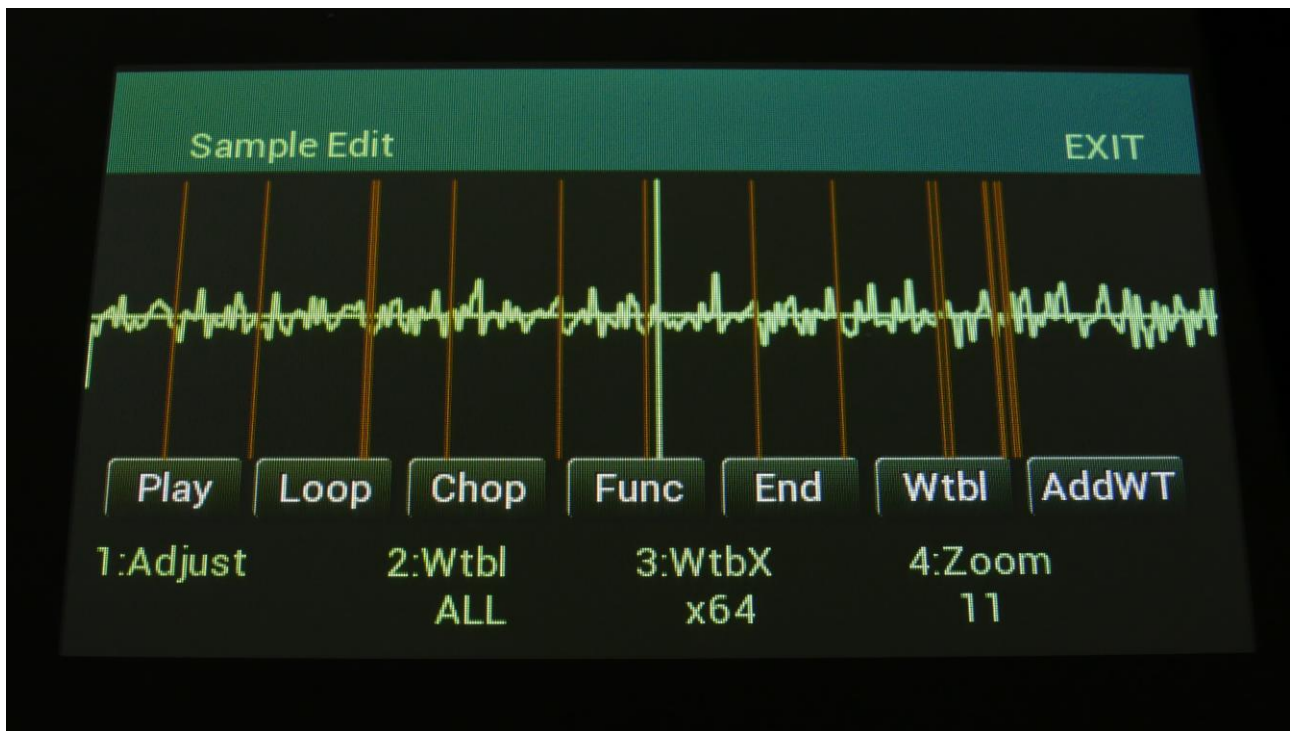 Sample Edit EXIT
Play Loop Chop Func End Wtbl AddWT
1:Adjust 2:Wtbl 3:WtbX 4:Zoom
ALL x64 11